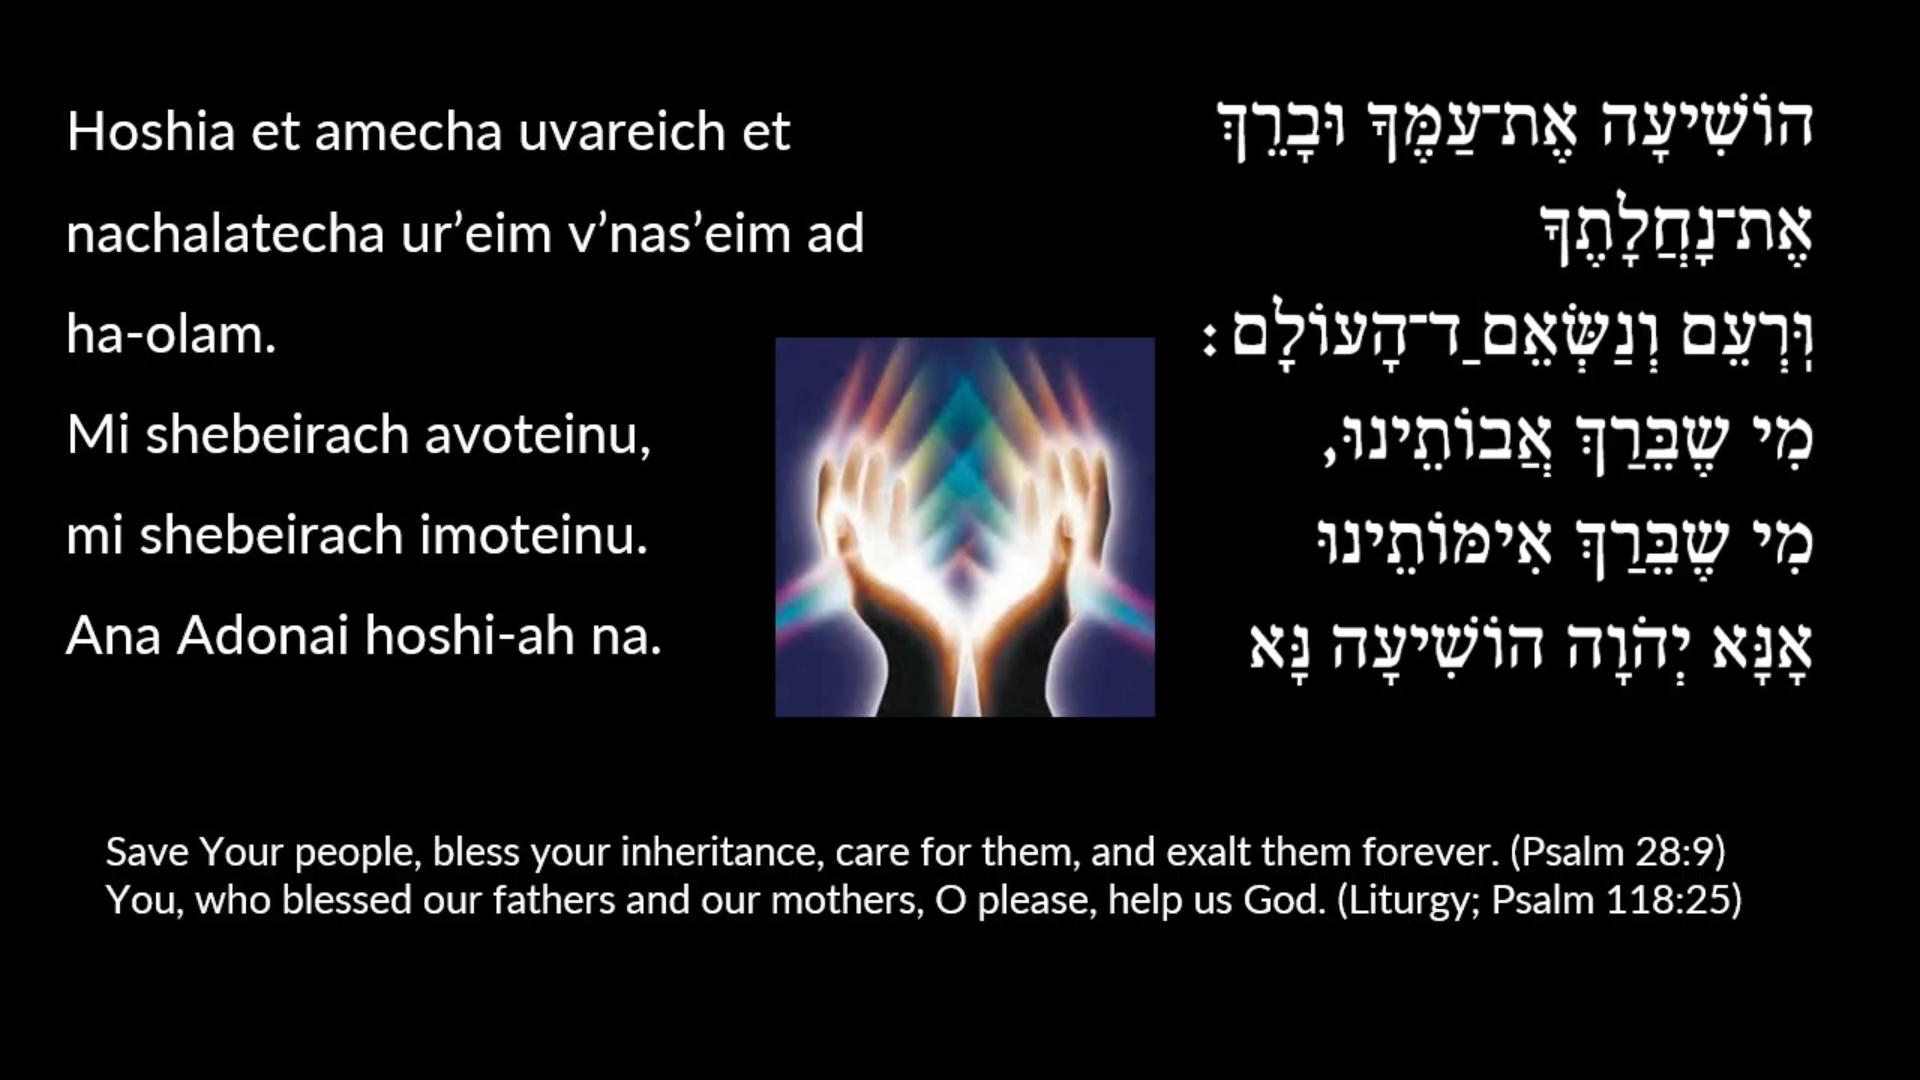 Hoshia et amecha uvareich et
nachalatecha ur’eim v’nas’eim ad
ha-olam.
Mi shebeirach avoteinu,
mi shebeirach imoteinu.
Ana Adonai hoshi-ah na.
הוֹשִׁיעָה אֶת־עַמֶּךָ וּבָרֵךְ
אֶת־נָחֲלָתֶךָ
וְּרְעֵם וְנַשְּׂאֵם ַד־הָעוֹלָם׃
מִי שֶׁבֵּרַךְ אֲבוֹתֵינוּ,
מִי שֶׁבֵּרַךְ אִימּוֹתֵינוּ
אָנָּא יְהֹוָה הוֹשִׁיעָה נָּא
Save Your people, bless your inheritance, care for them, and exalt them forever. (Psalm 28:9)
You, who blessed our fathers and our mothers, O please, help us God. (Liturgy; Psalm 118:25)